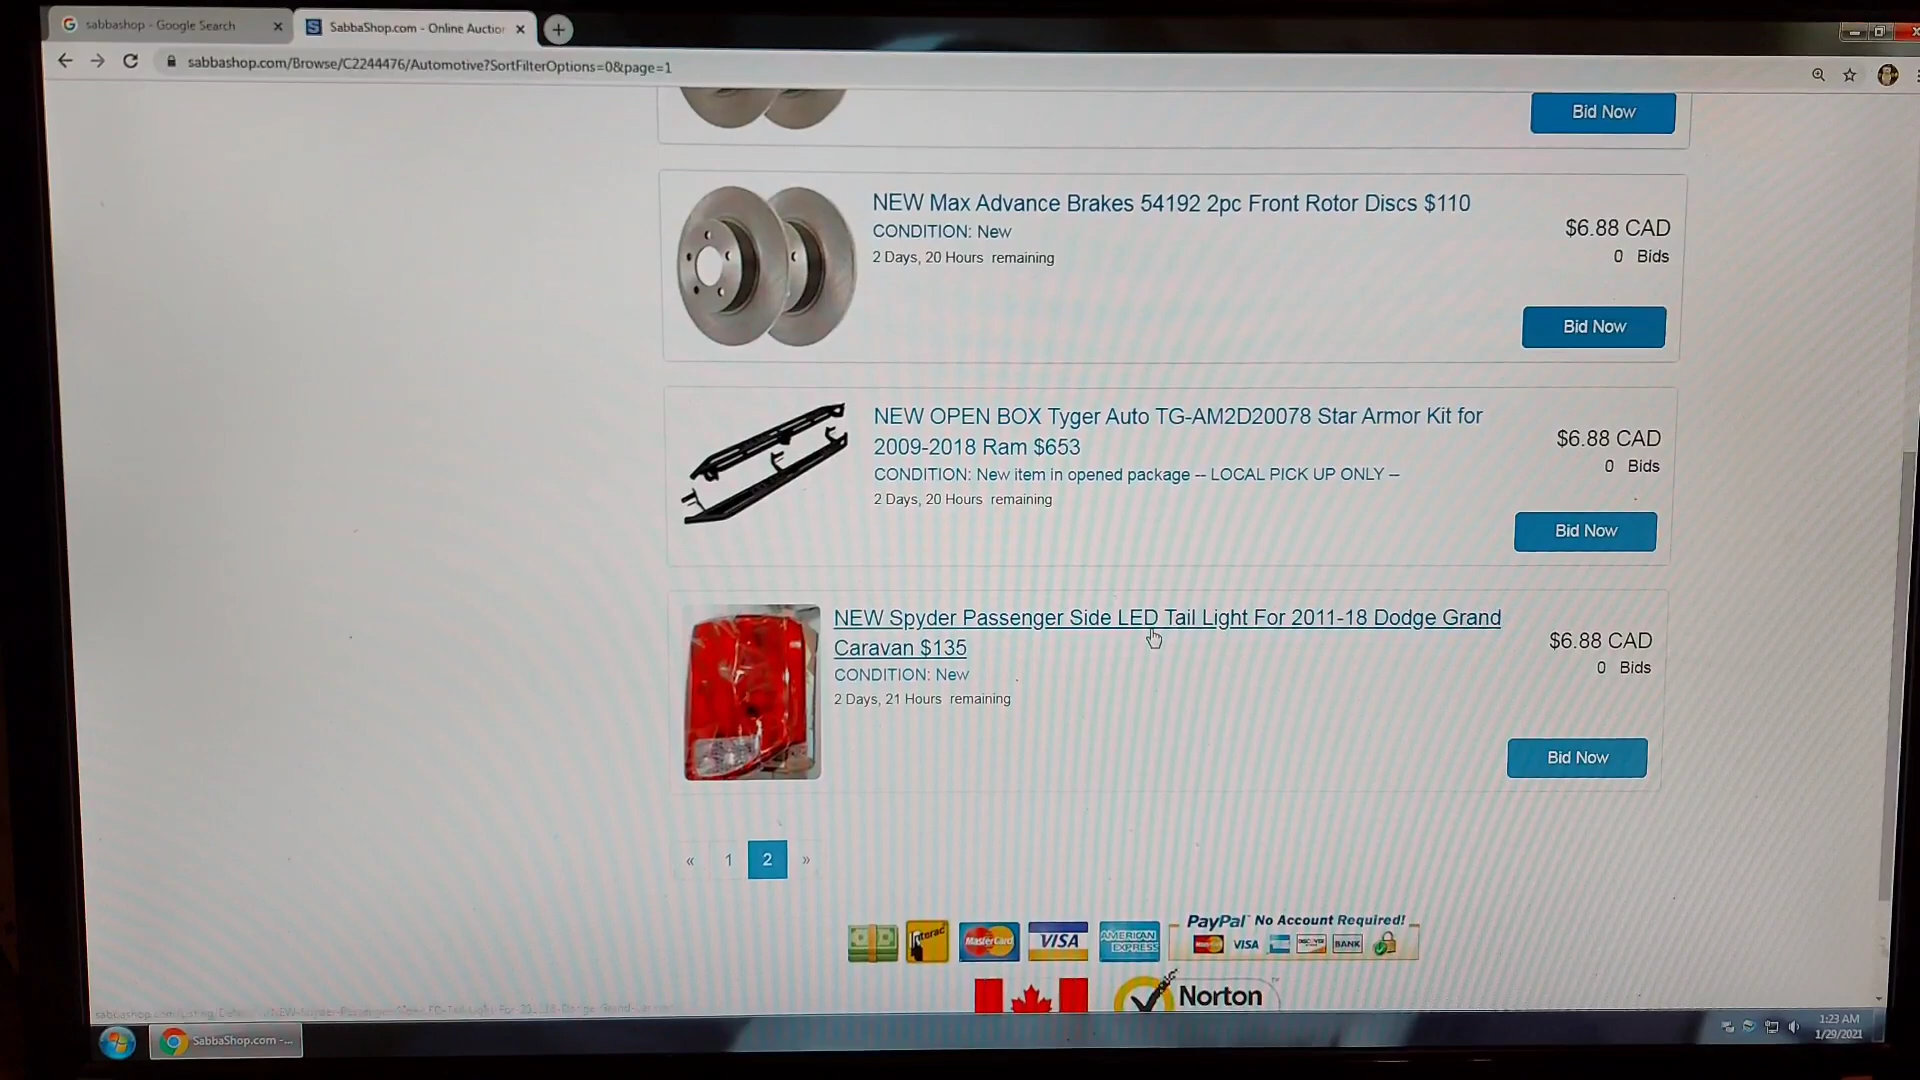 sabbashop - Google Search
SabbaShop.com - Online Auction
sabbashop.com/Browse/C2244476/Automotive?SortFilterOptions=0&page=1
Bid Now
NEW Max Advance Brakes 54192 2pc Front Rotor Discs $110
CONDITION: New
2 Days, 20 Hours remaining
$6.88 CAD
0 Bids
Bid Now
NEW OPEN BOX Tyger Auto TG-AM2D20078 Star Armor Kit for
2009-2018 Ram $653
CONDITION: New item in opened package -- LOCAL PICK UP ONLY --
2 Days, 20 Hours remaining
$6.88 CAD
0 Bids
Bid Now
NEW Spyder Passenger Side LED Tail Light For 2011-18 Dodge Grand
Caravan $135
CONDITION: New
2 Days, 21 Hours remaining
$6.88 CAD
0 Bids
Bid Now
« 1 2 »
Interac
MasterCard
VISA
AMERICAN EXPRESS
PayPal No Account Required!
VISA
BANK
Norton
SabbaShop.com -...
1:23 AM
1/29/2021